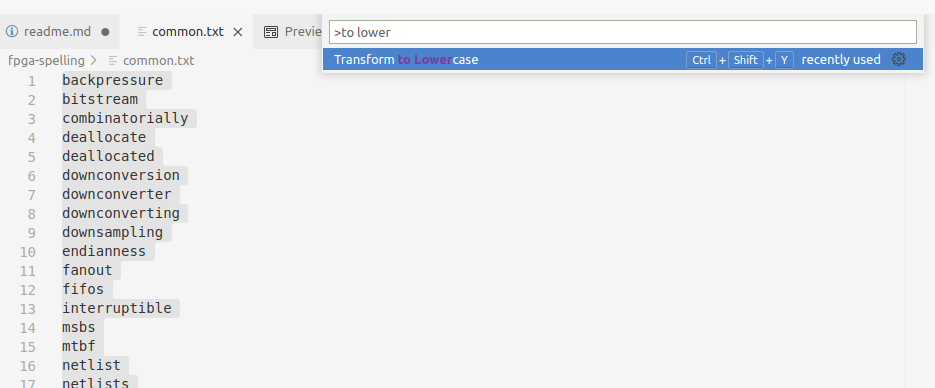 readme.md
common.txt
Previe
>to lower
Transform to Lowercase
Ctrl + Shift + Y
recently used
fpga-spelling > common.txt
1 backpressure
2 bitstream
3 combinatorially
4 deallocate
5 deallocated
6 downconversion
7 downconverter
8 downconverting
9 downsampling
10 endianness
11 fanout
12 fifos
13 interruptible
14 msbs
15 mtbf
16 netlist
17 netlists